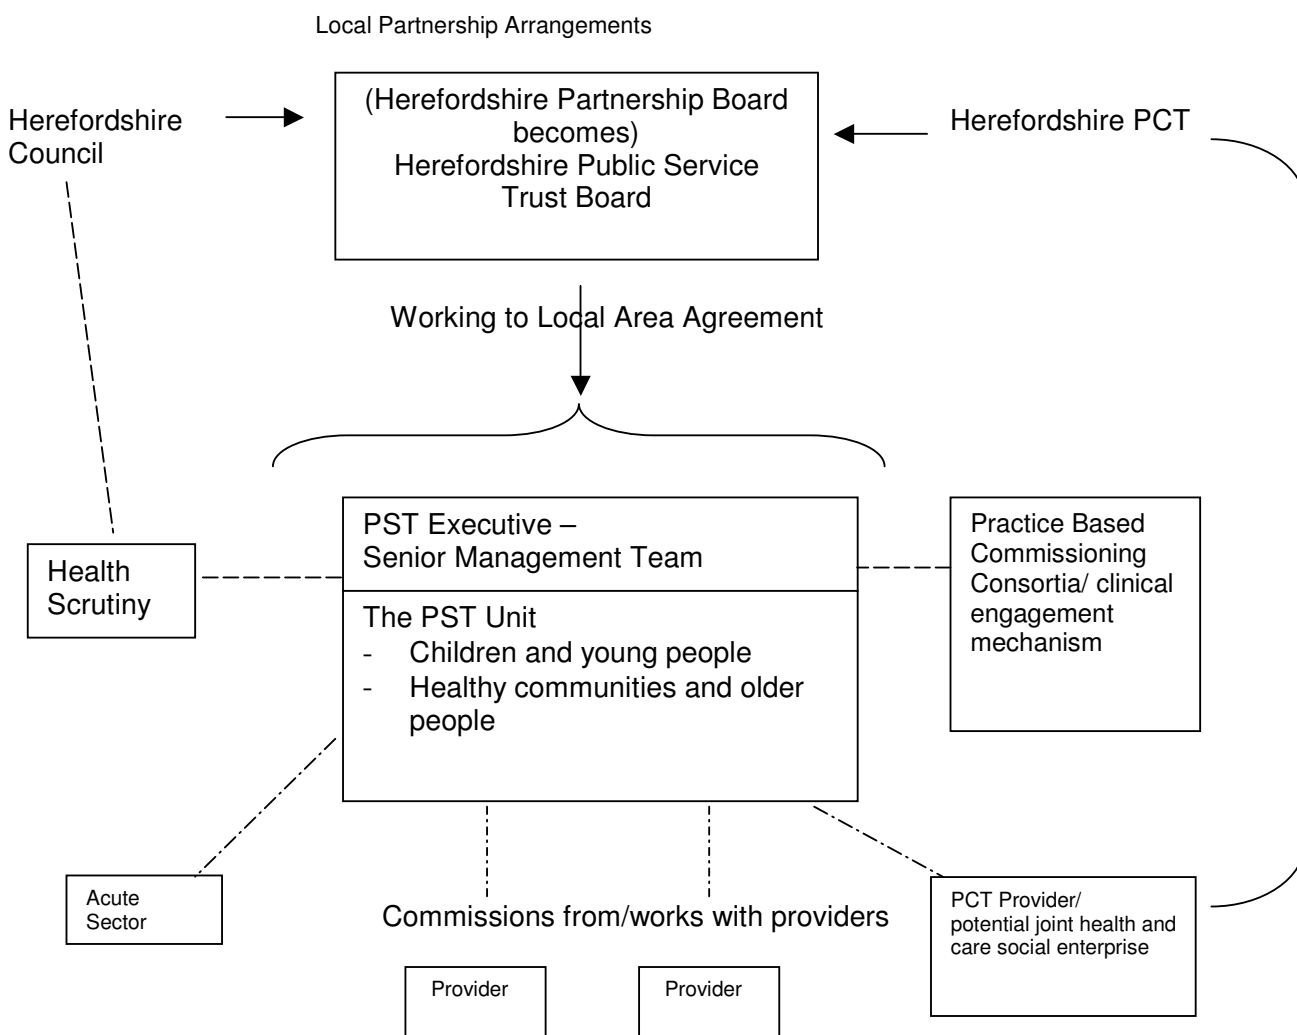 Local Partnership Arrangements
Herefordshire
Council
(Herefordshire Partnership Board
becomes)
Herefordshire Public Service
Trust Board
Herefordshire PCT
Working to Local Area Agreement
Health
Scrutiny
PST Executive –
Senior Management Team
The PST Unit
- Children and young people
- Healthy communities and older
people
Practice Based
Commissioning
Consortia/ clinical
engagement
mechanism
Acute
Sector
Commissions from/works with providers
PCT Provider/
potential joint health and
care social enterprise
Provider
Provider